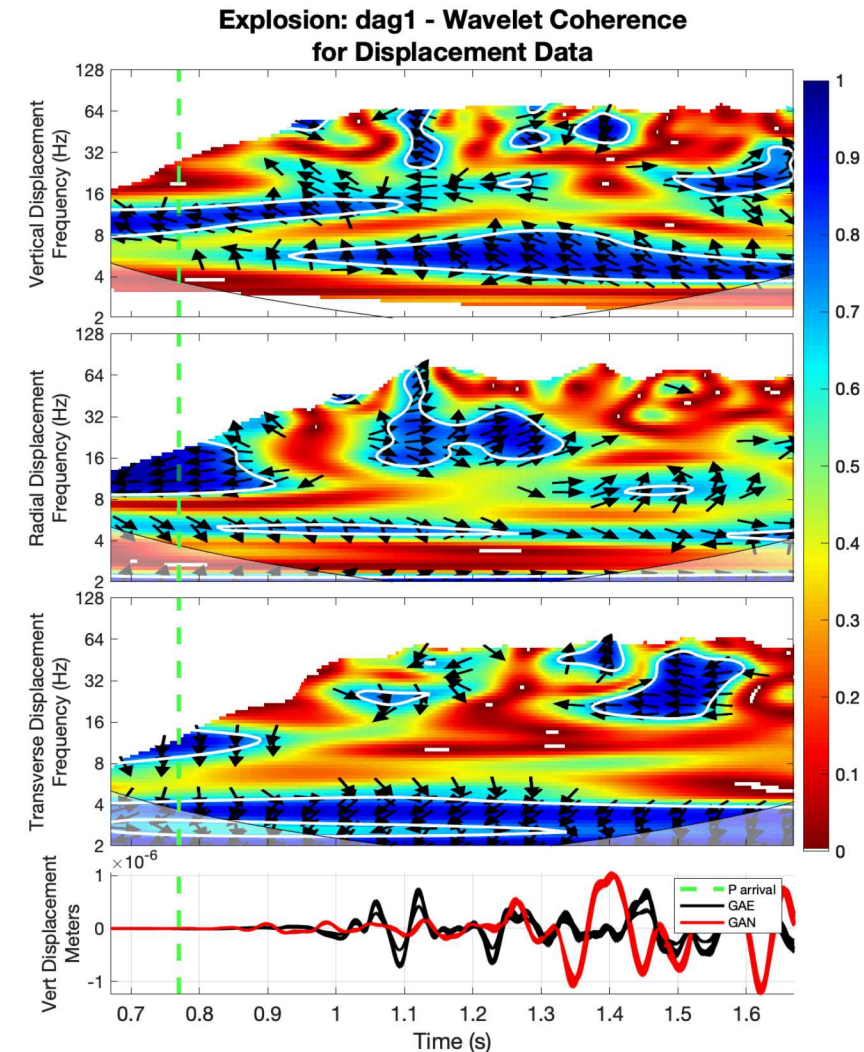 Explosion: dag1 - Wavelet Coherence
for Displacement Data
Vertical Displacement
Frequency (Hz)
128
64
32
16
8
4
2
Radial Displacement
Frequency (Hz)
128
64
32
16
8
4
2
Transverse Displacement
Frequency (Hz)
128
64
32
16
8
4
2
1
0.9
0.8
0.7
0.6
0.5
0.4
0.3
0.2
0.1
0
×10-6
Vert Displacement
Meters
1
0
-1
P arrival
GAE
GAN
0.7 0.8 0.9 1 1.1 1.2 1.3 1.4 1.5 1.6
Time (s)